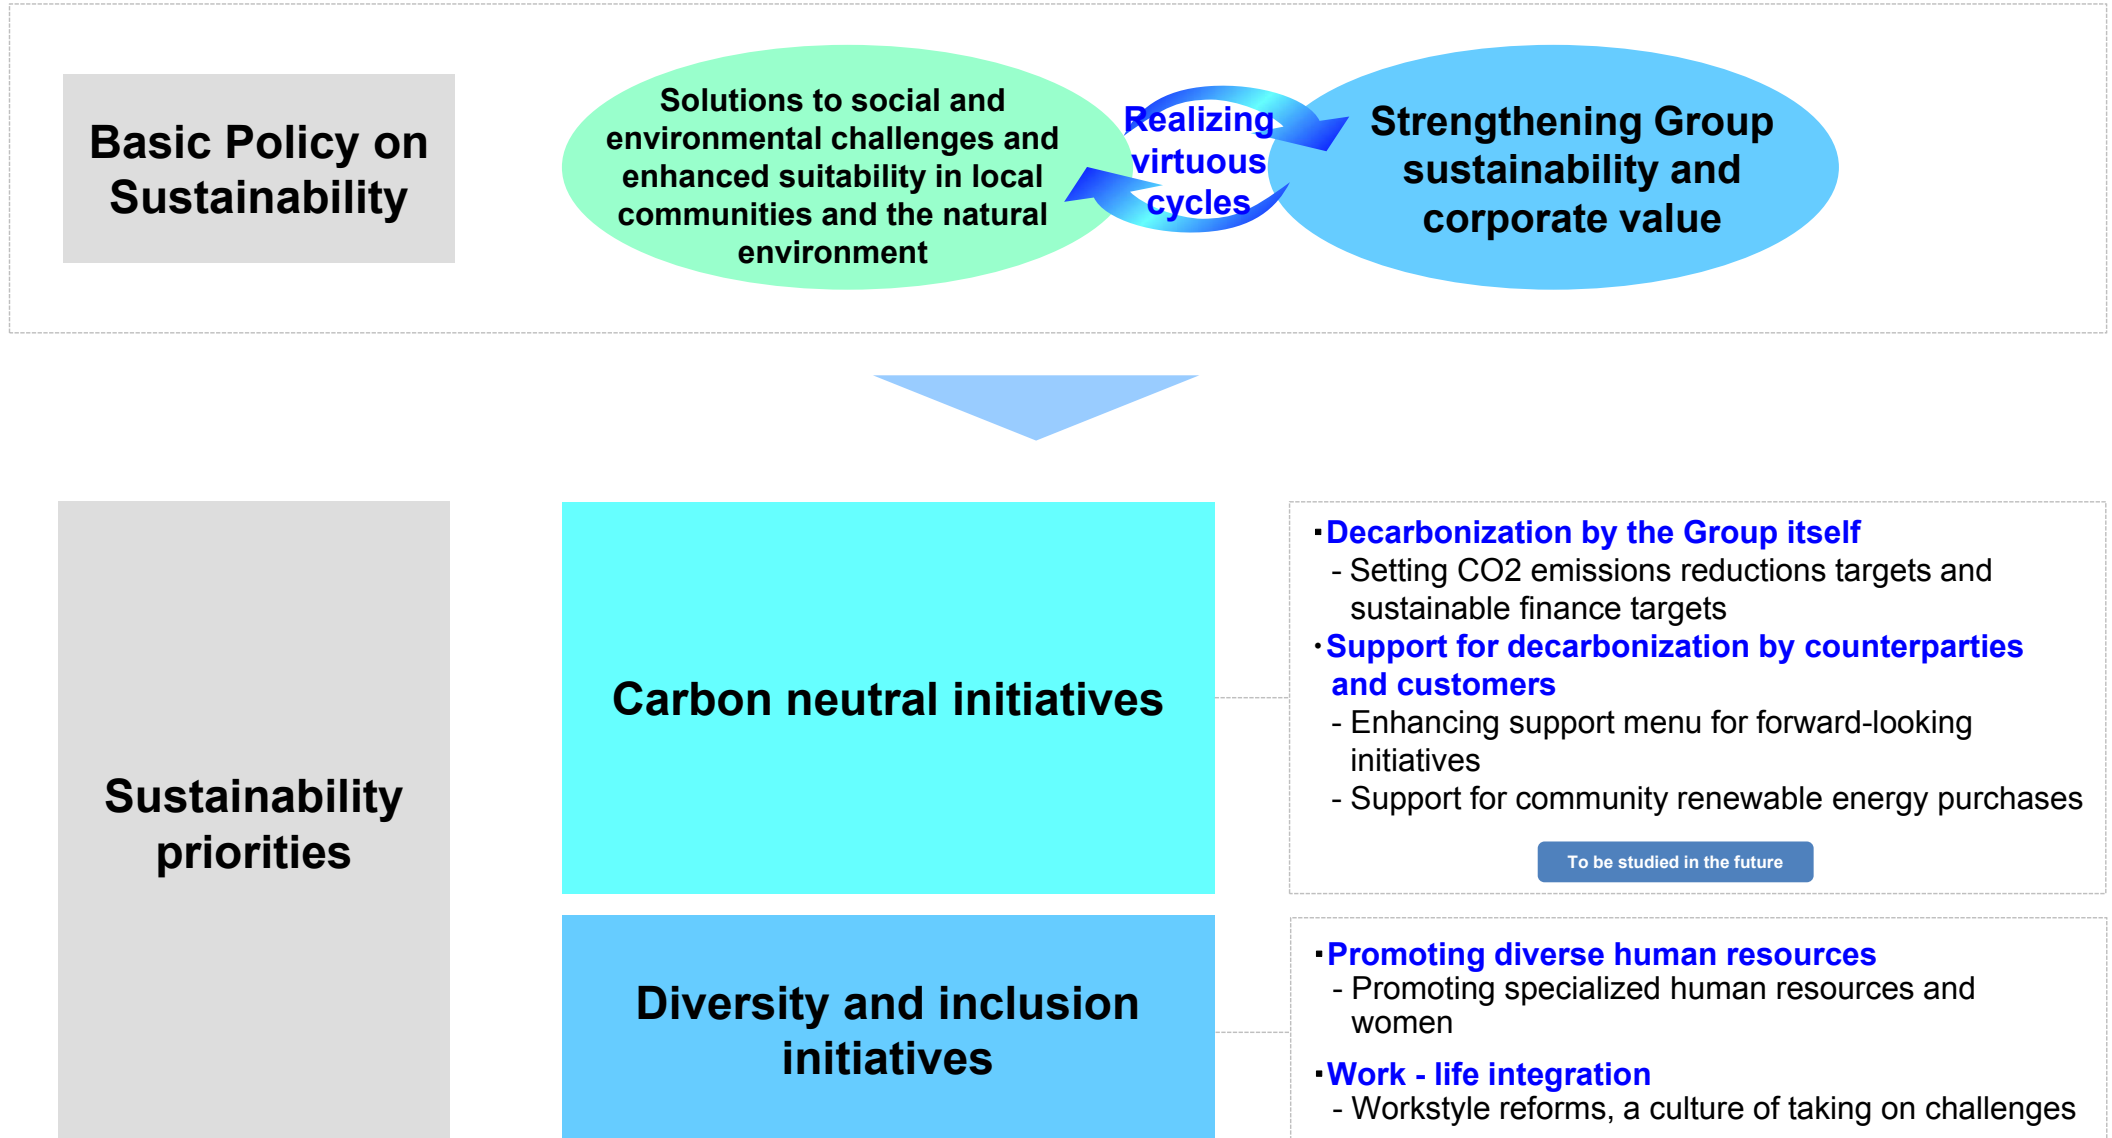 Basic Policy on
Sustainability
Solutions to social and
environmental challenges and
enhanced suitability in local
communities and the natural
environment
Realizing
virtuous
cycles
Strengthening Group
sustainability and
corporate value
Sustainability
priorities
Carbon neutral initiatives
・Decarbonization by the Group itself
- Setting CO2 emissions reductions targets and
sustainable finance targets
・Support for decarbonization by counterparties
and customers
- Enhancing support menu for forward-looking
initiatives
- Support for community renewable energy purchases
To be studied in the future
Diversity and inclusion
initiatives
・Promoting diverse human resources
- Promoting specialized human resources and
women
・Work - life integration
- Workstyle reforms, a culture of taking on challenges